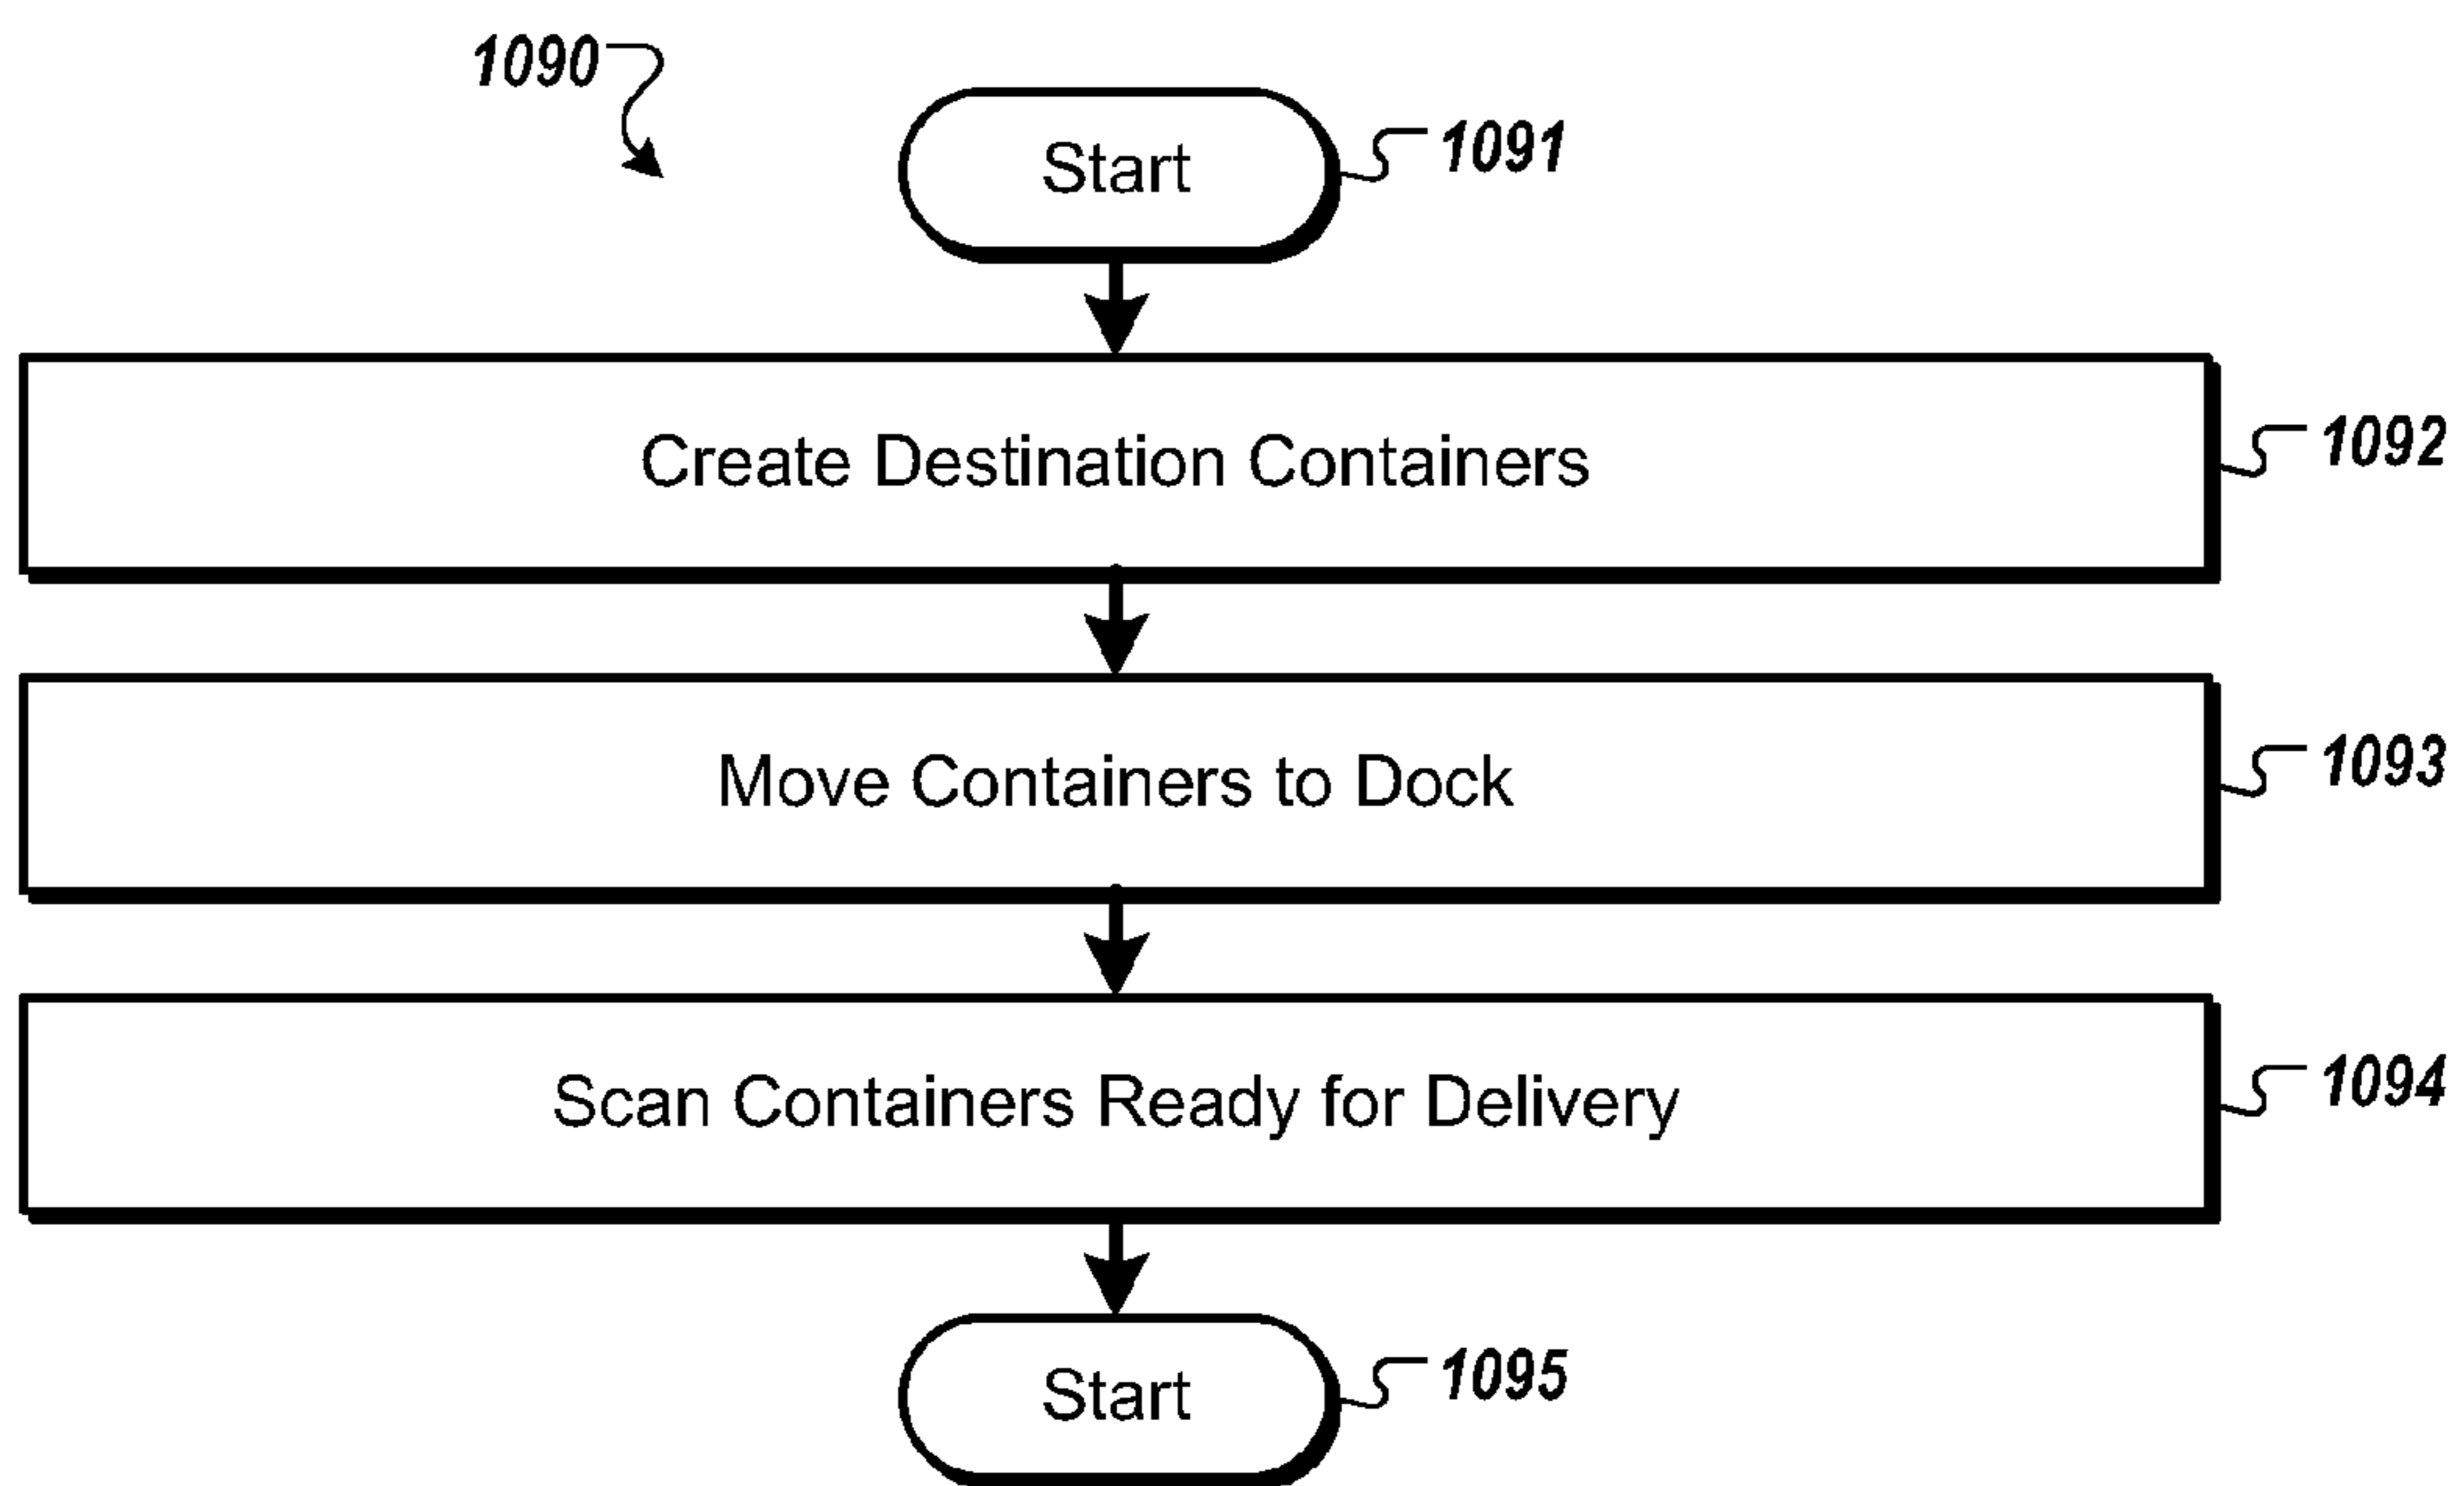 1090
Start
1091
Create Destination Containers
1092
Move Containers to Dock
1093
Scan Containers Ready for Delivery
1094
Start
1095